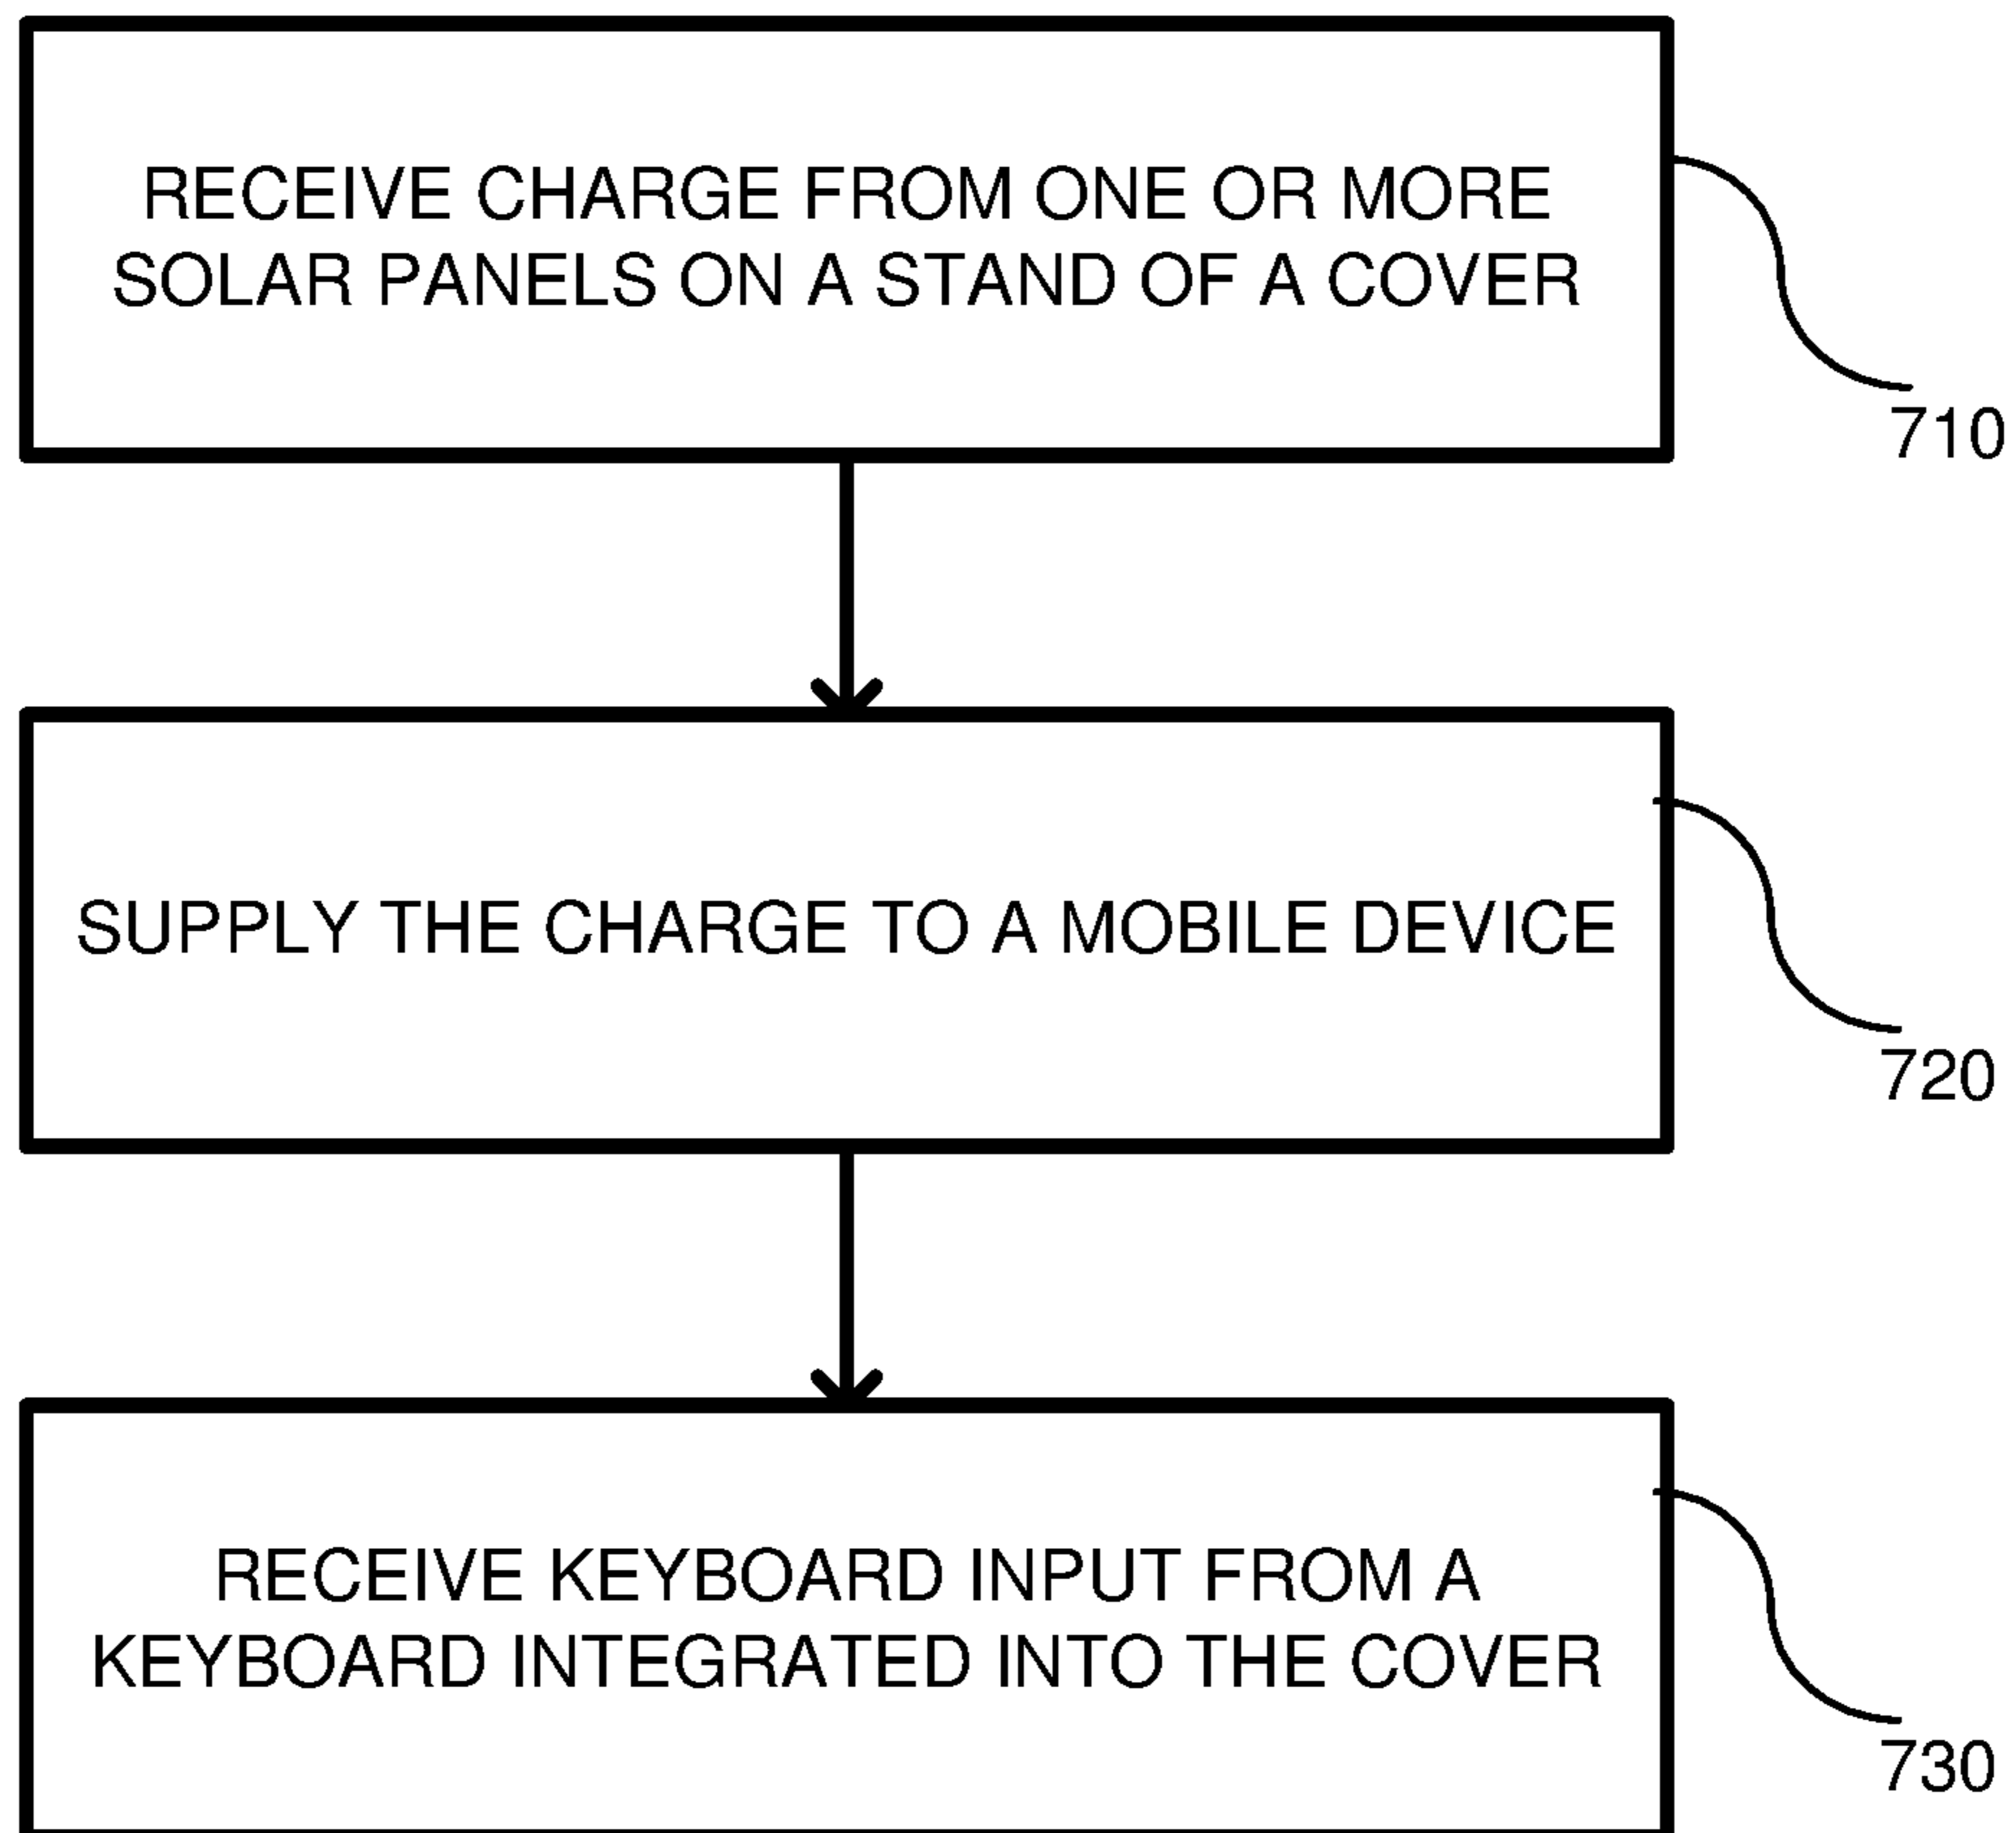 RECEIVE CHARGE FROM ONE OR MORE
SOLAR PANELS ON A STAND OF A COVER
710
SUPPLY THE CHARGE TO A MOBILE DEVICE
720
RECEIVE KEYBOARD INPUT FROM A
KEYBOARD INTEGRATED INTO THE COVER
730